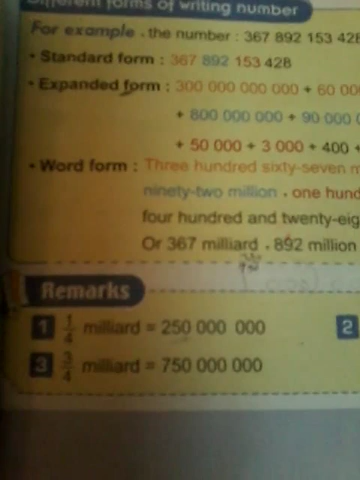 Different forms of writing number
For example , the number : 367 892 153 428
• Standard form : 367 892 153 428
• Expanded form : 300 000 000 000 + 60 00
+ 800 000 000 + 90 000 0
+ 50 000 + 3 000 + 400 +
• Word form : Three hundred sixty-seven m
ninety-two million , one hund
four hundred and twenty-eig
Or 367 milliard , 892 million
Remarks
1 1/4 milliard = 250 000 000
2
3 3/4 milliard = 750 000 000